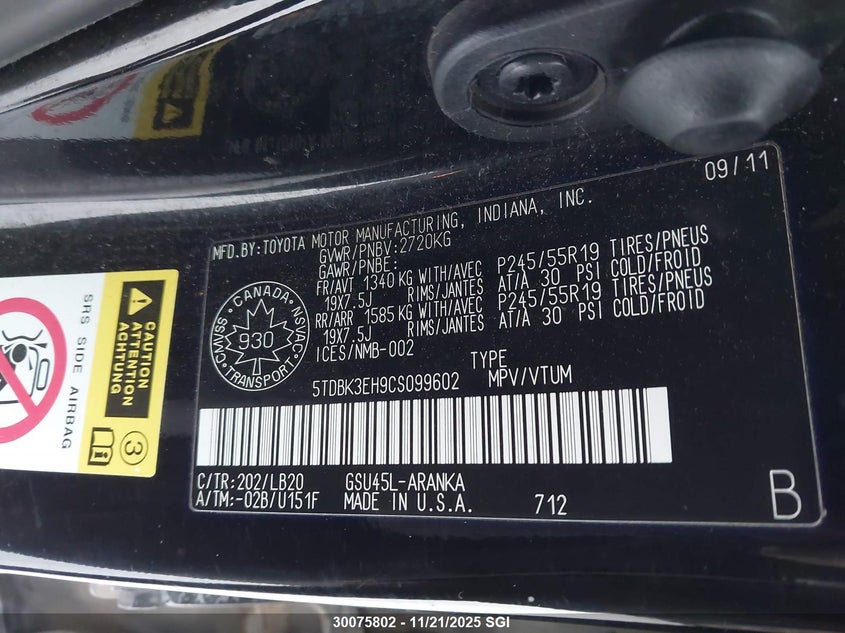 09/11
MFD.BY:TOYOTA MOTOR MANUFACTURING, INDIANA, INC.
GVWR/PNBV:2720KG
GAWR/PNBE:
FR/AVT 1340 KG WITH/AVEC P245/55R19 TIRES/PNEUS
19X7.5J RIMS/JANTES AT/A 30 PSI COLD/FROID
RR/ARR 1585 KG WITH/AVEC P245/55R19 TIRES/PNEUS
19X7.5J RIMS/JANTES AT/A 30 PSI COLD/FROID
ICES/NMB-002
CANADA
CMVSS 930 NSVAC
TRANSPORT
TYPE
5TDBK3EH9CS099602 MPV/VTUM
C/TR:202/LB20 GSU45L-ARANKA
A/TM:-02B/U151F MADE IN U.S.A. 712 B
SRS SIDE AIRBAG
CAUTION
ATTENTION
ACHTUNG
3
30075802 - 11/21/2025 SGI